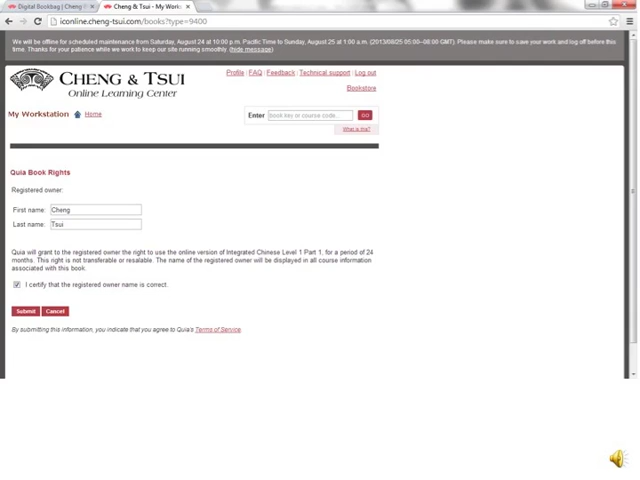 Digital Bookbag | Cheng
Cheng & Tsui - My Work
iconline.cheng-tsui.com/books?type=9400
We will be offline for scheduled maintenance from Saturday, August 24 at 10:00 p.m. Pacific Time to Sunday, August 25 at 1:00 a.m. (2013/08/25 05:00–08:00 GMT). Please make sure to save your work and log off before this
time. Thanks for your patience while we work to keep our site running smoothly. (hide message)
CHENG & TSUI
Online Learning Center
Profile | FAQ | Feedback | Technical support | Log out
Bookstore
My Workstation Home
Enter book key or course code... GO
What is this?
Quia Book Rights
Registered owner:
First name: Cheng
Last name: Tsui
Quia will grant to the registered owner the right to use the online version of Integrated Chinese Level 1 Part 1, for a period of 24
months. This right is not transferable or resalable. The name of the registered owner will be displayed in all course information
associated with this book.
I certify that the registered owner name is correct.
Submit Cancel
By submitting this information, you indicate that you agree to Quia's Terms of Service.